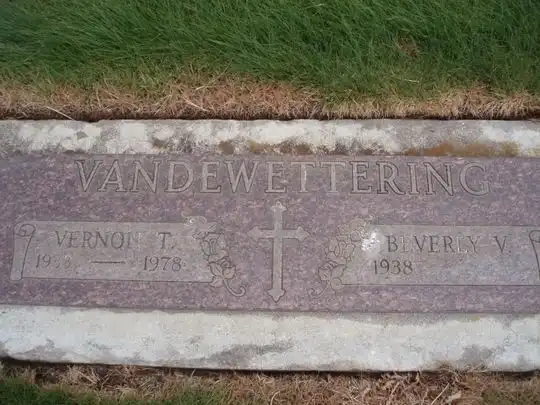 VANDEWETTERING
VERNON T.
— 1978
BEVERLY V.
1938